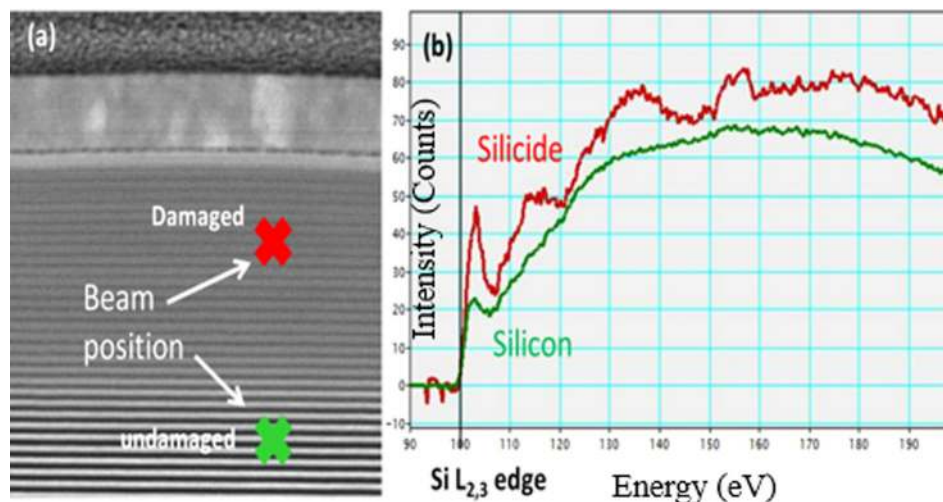 (a)
Damaged
Beam
position
undamaged
(b)
Silicide
Silicon
Intensity (Counts)
90
80
70
60
50
40
30
20
10
0
-10
90 100 110 120 130 140 150 160 170 180 190
Si L2,3 edge
Energy (eV)